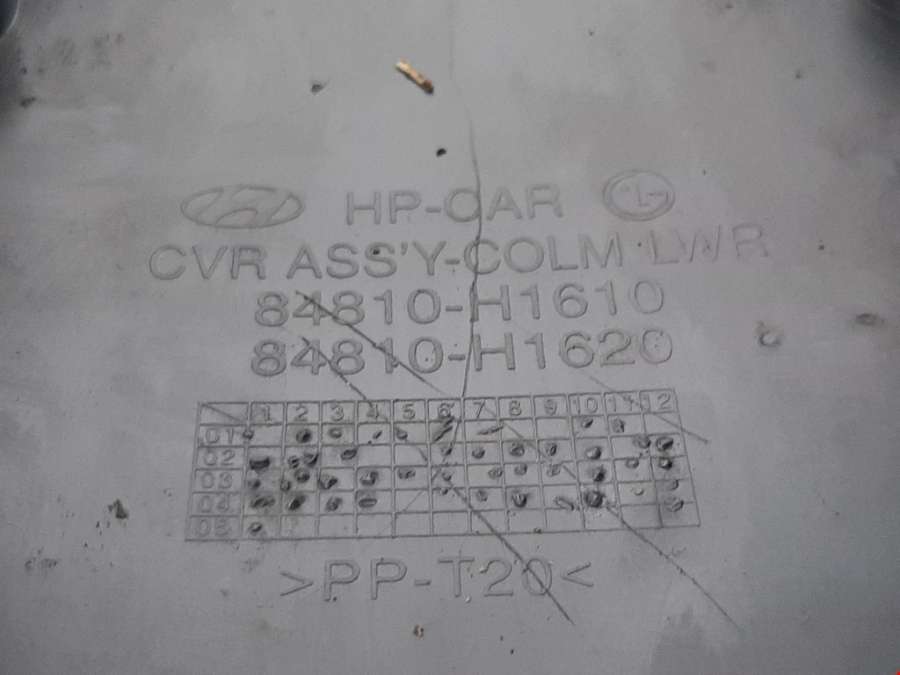 HP-CAR
CVR ASS'Y-COLM LWR
84810-H1610
84810-H1620
1 2 3 4 5 6 7 8 9 10 11 12
01
02
03
04
05
>PP-T20<